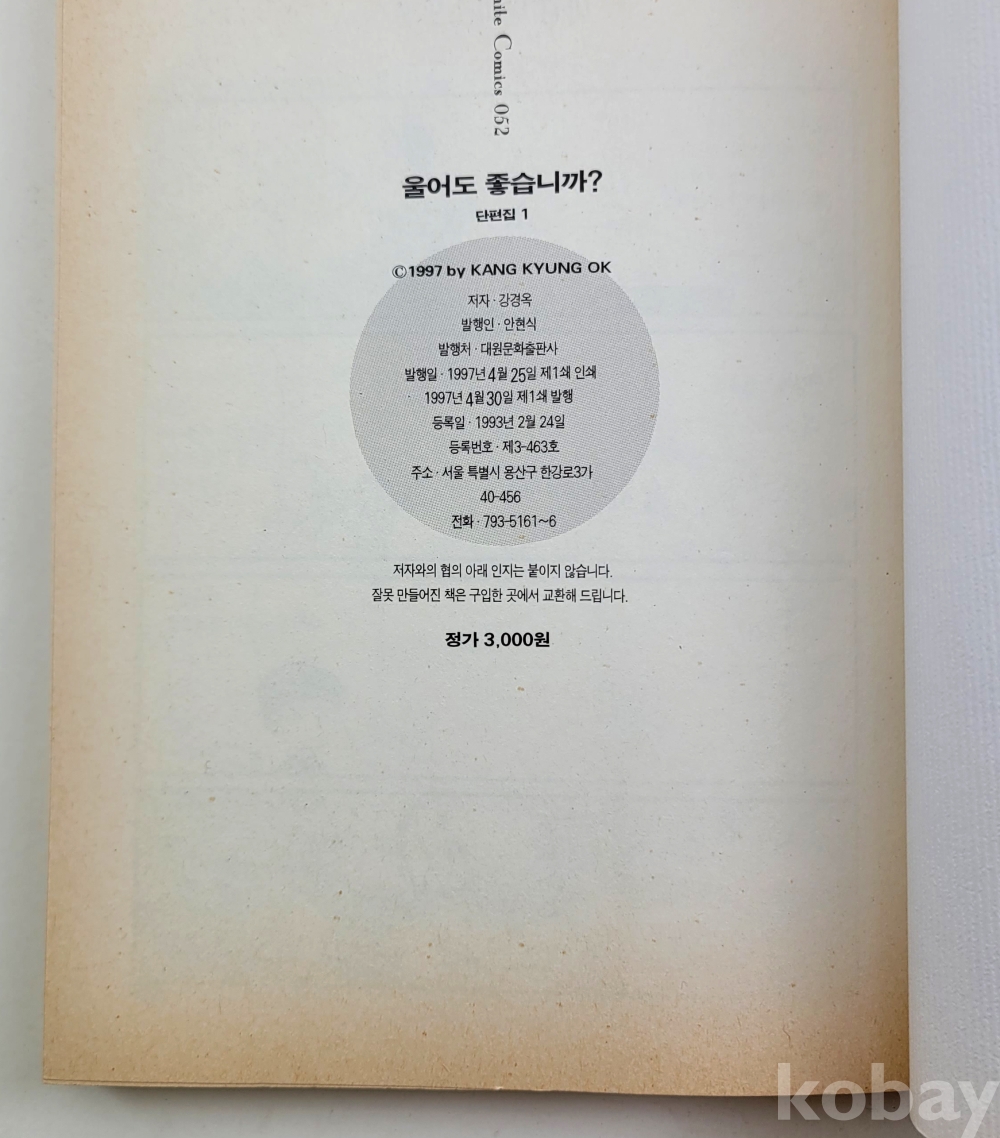 Comics 052
울어도 좋습니까?
단편집 1
©1997 by KANG KYUNG OK
저자·강경옥
발행인·안현식
발행처·대원문화출판사
발행일·1997년 4월 25일 제1쇄 인쇄
1997년 4월 30일 제1쇄 발행
등록일·1993년 2월 24일
등록번호·제3-463호
주소·서울 특별시 용산구 한강로3가
40-456
전화·793-5161~6
저자와의 협의 아래 인지는 붙이지 않습니다.
잘못 만들어진 책은 구입한 곳에서 교환해 드립니다.
정가 3,000원
kobay